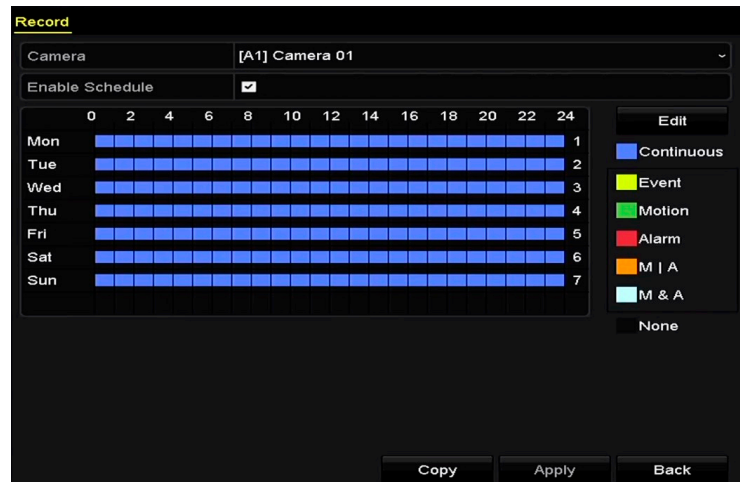 Record
Camera [A1] Camera 01
Enable Schedule
0 2 4 6 8 10 12 14 16 18 20 22 24
Mon 1
Tue 2
Wed 3
Thu 4
Fri 5
Sat 6
Sun 7
Edit
Continuous
Event
Motion
Alarm
M | A
M & A
None
Copy Apply Back